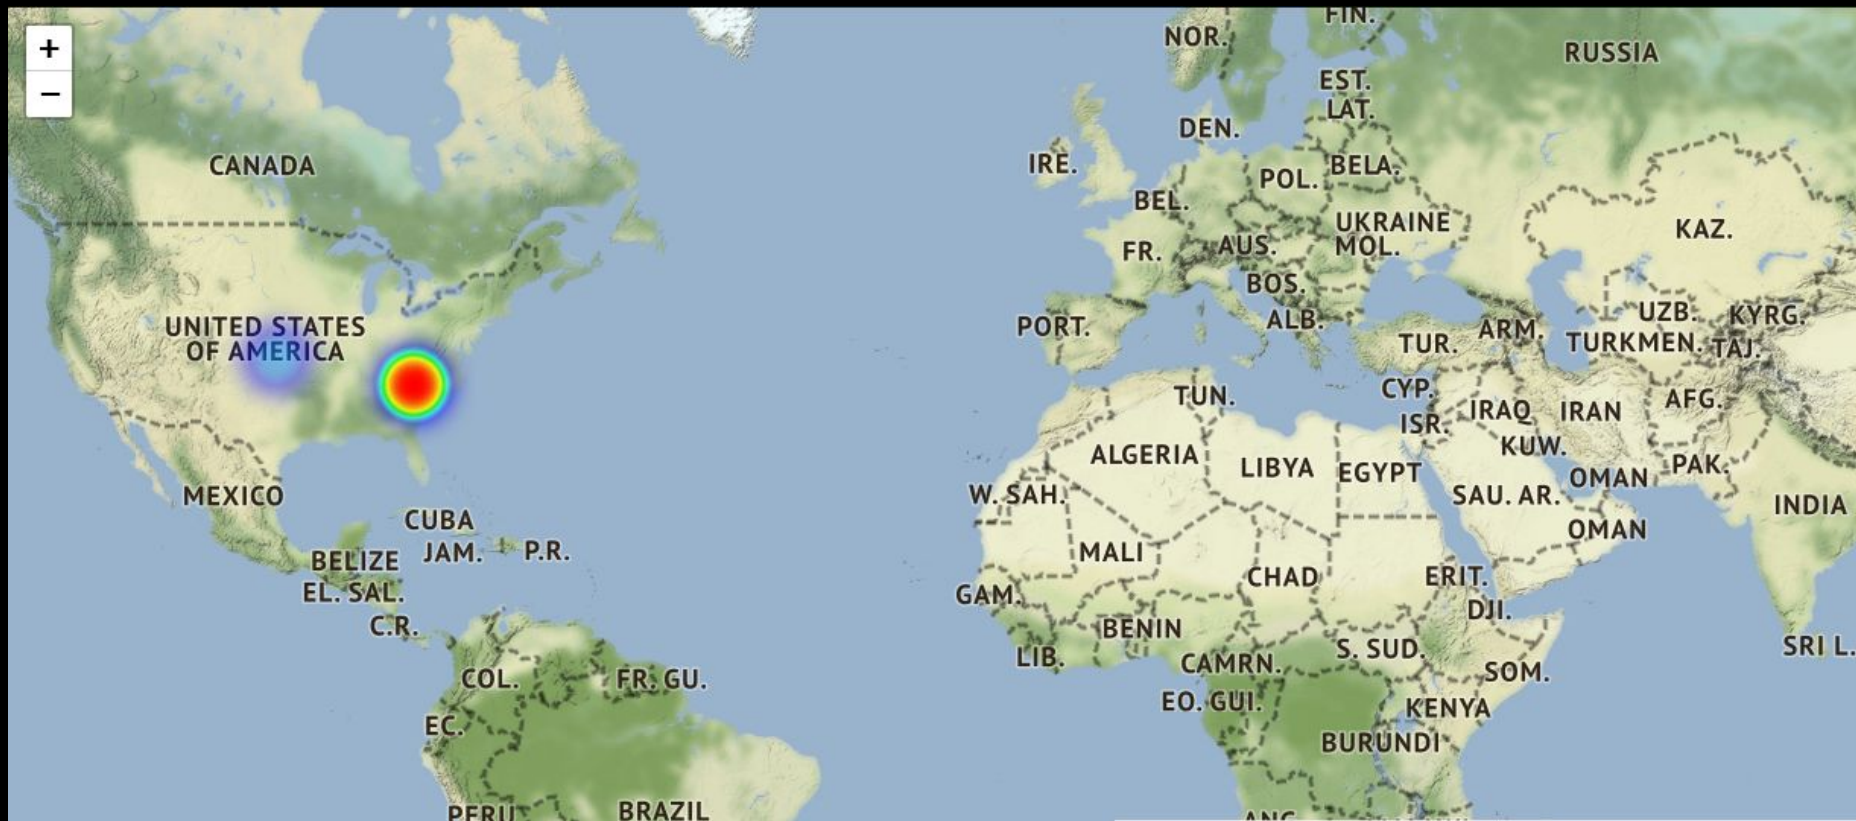 +
−
FIN.
NOR.
RUSSIA
EST.
LAT.
DEN.
IRE.
CANADA
POL.
BELA.
BEL.
UKRAINE
KAZ.
FR.
AUS.
MOL.
BOS.
PORT.
ALB.
UZB.
KYRG.
UNITED STATES
OF AMERICA
TUR.
ARM.
TURKMEN.
TAJ.
TUN.
CYP.
AFG.
ISR.
IRAQ
IRAN
KUW.
ALGERIA
LIBYA
EGYPT
PAK.
OMAN
MEXICO
W. SAH.
SAU. AR.
INDIA
CUBA
OMAN
JAM.
P.R.
BELIZE
MALI
EL. SAL.
CHAD
ERIT.
GAM.
DJI.
C.R.
BENIN
LIB.
CAMRN.
S. SUD.
SRI L.
COL.
FR. GU.
SOM.
EQ. GUI.
KENYA
EC.
BURUNDI
PERU
BRAZIL
ANG.